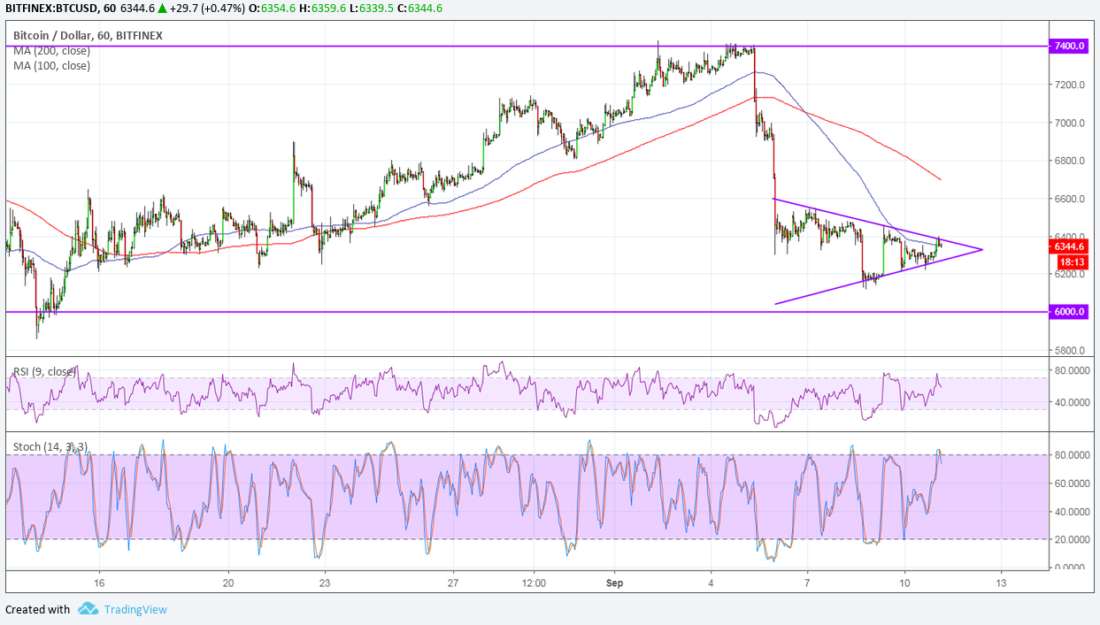 BITFINEX:BTCUSD, 60 6344.6 ▲ +29.7 (+0.47%) O:6354.6 H:6359.6 L:6339.5 C:6344.6
Bitcoin / Dollar, 60, BITFINEX
MA (200, close)
MA (100, close)
7400.0
7200.0
7000.0
6800.0
6600.0
6400.0
6344.6
18:13
6200.0
6000.0
5800.0
RSI (9, close)
80.0000
40.0000
Stoch (14, 3, 3)
80.0000
60.0000
40.0000
20.0000
0.0000
16 20 23 27 12:00 Sep 4 7 10 13
Created with TradingView